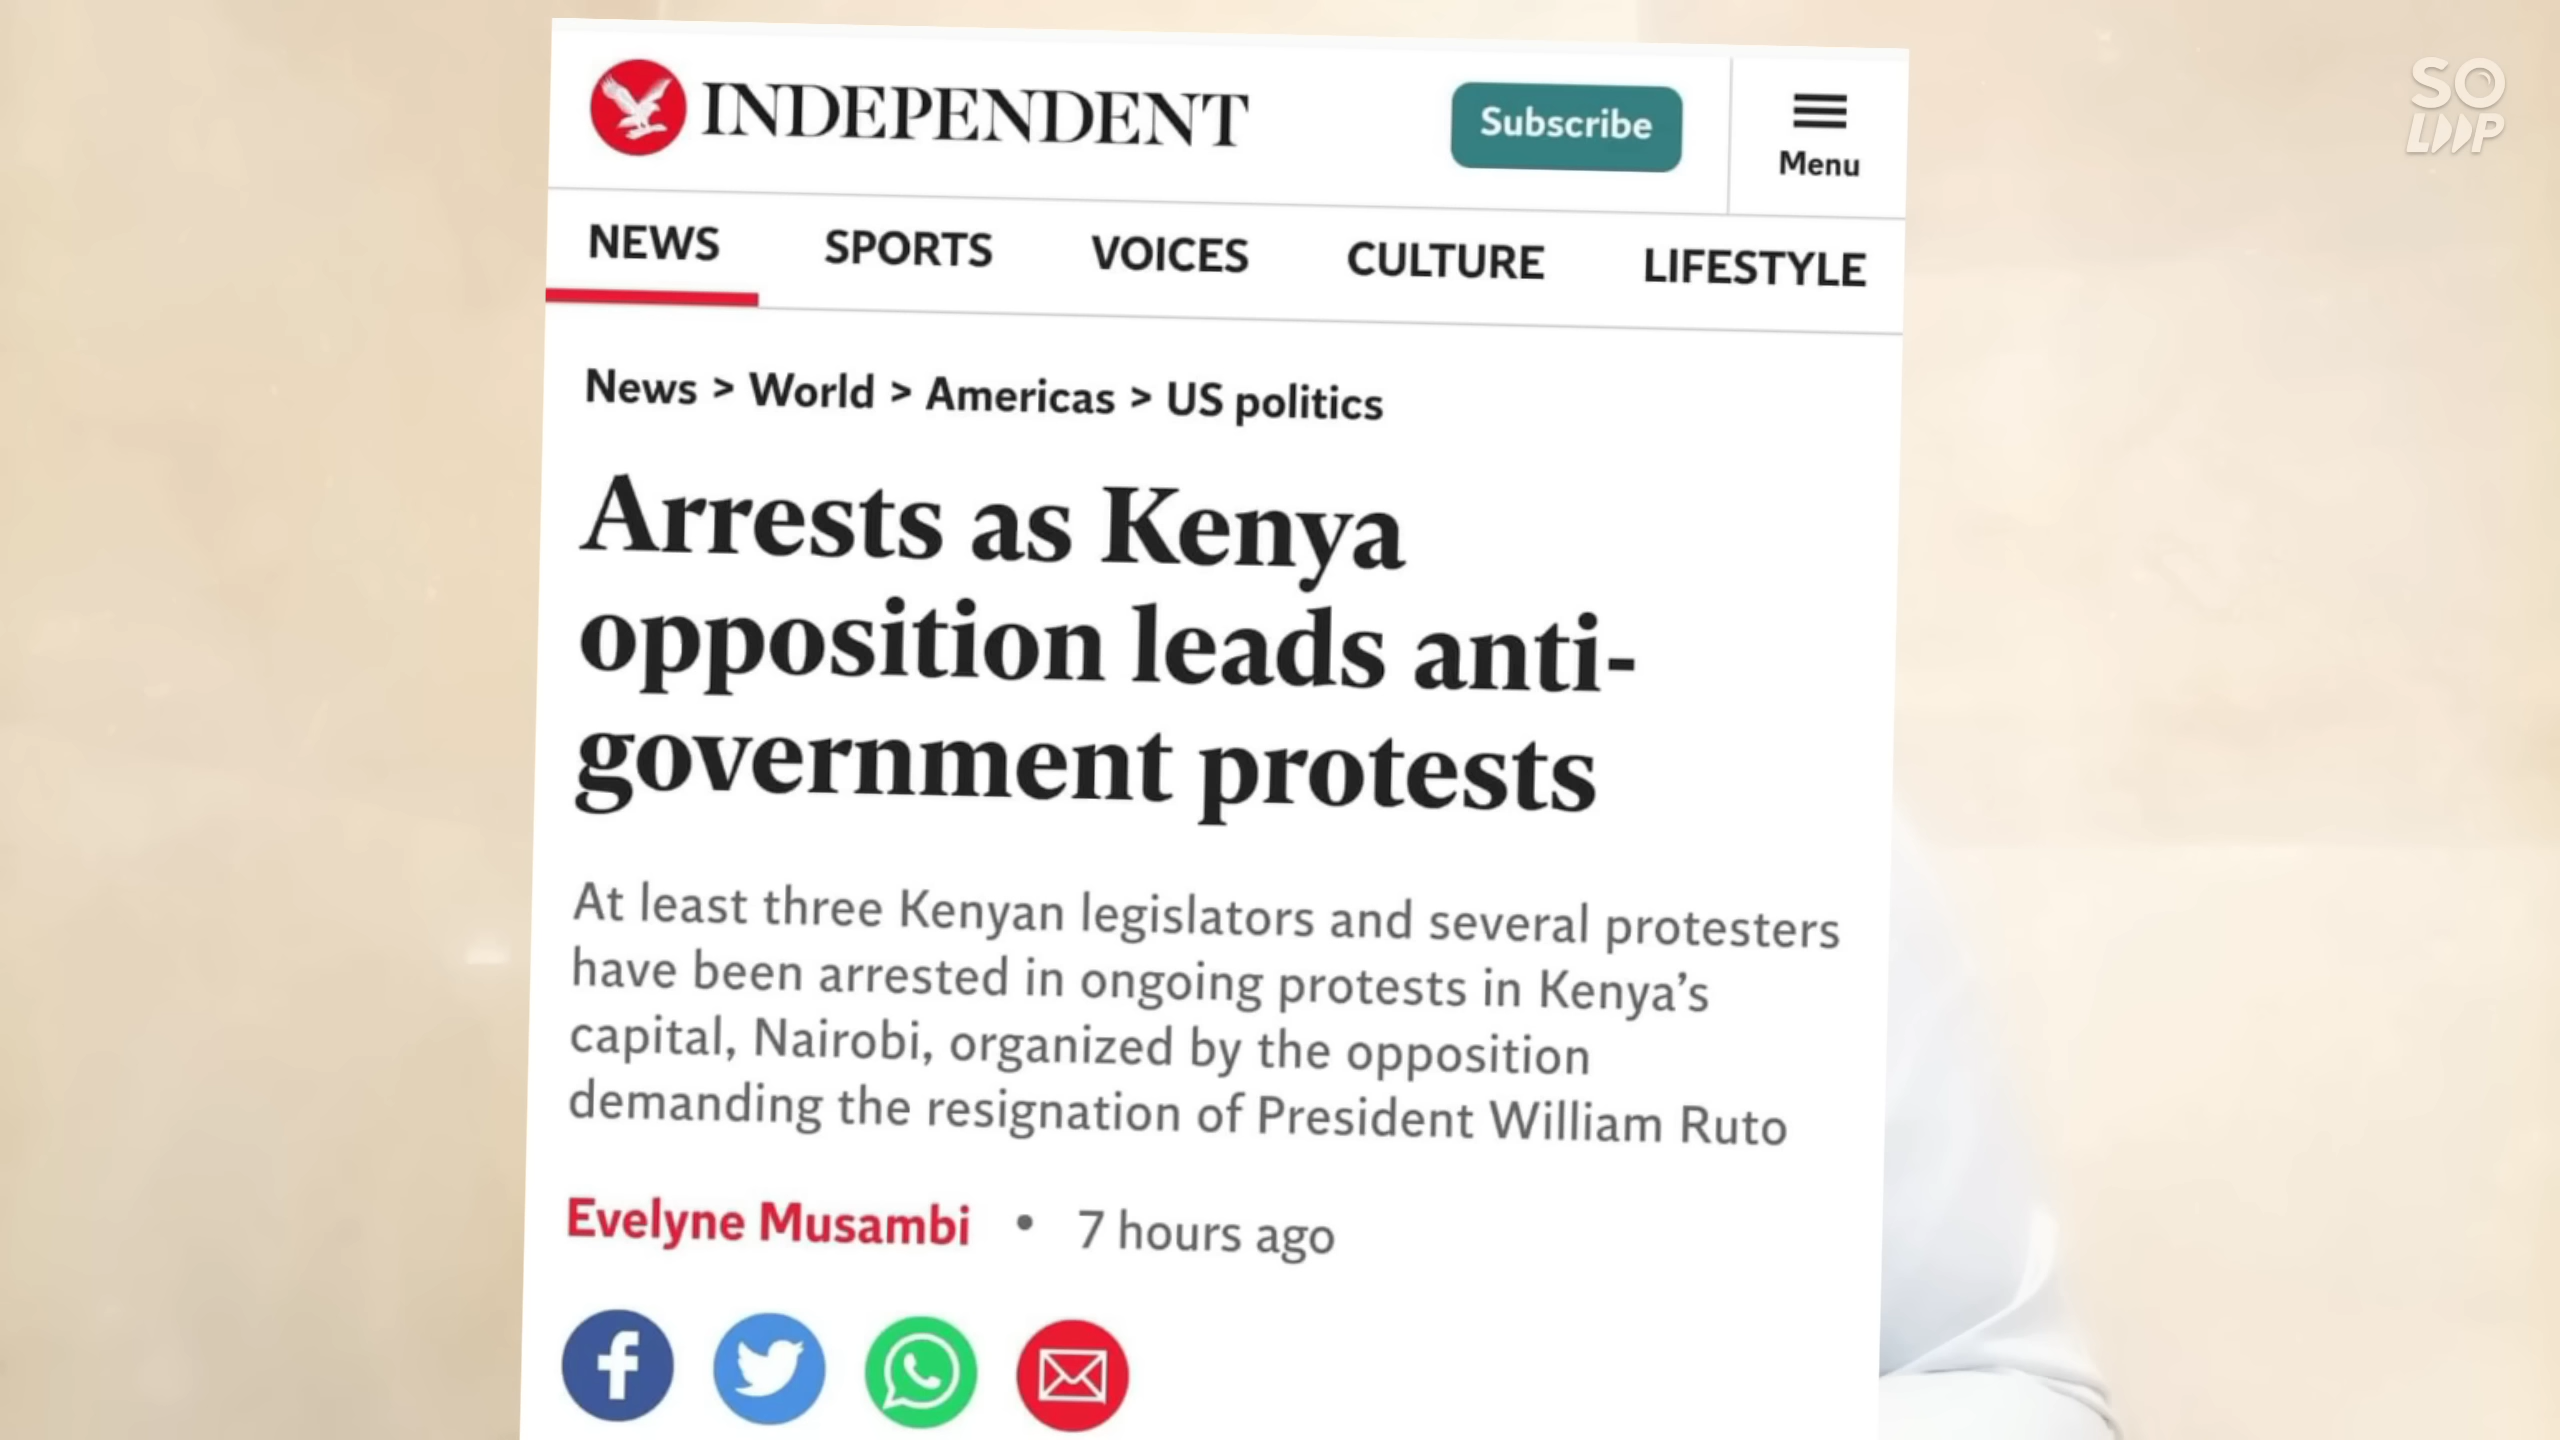 INDEPENDENT
Subscribe
Menu
NEWS SPORTS VOICES CULTURE LIFESTYLE
News > World > Americas > US politics
Arrests as Kenya
opposition leads anti-
government protests
At least three Kenyan legislators and several protesters
have been arrested in ongoing protests in Kenya’s
capital, Nairobi, organized by the opposition
demanding the resignation of President William Ruto
Evelyne Musambi • 7 hours ago
SO
LOOP